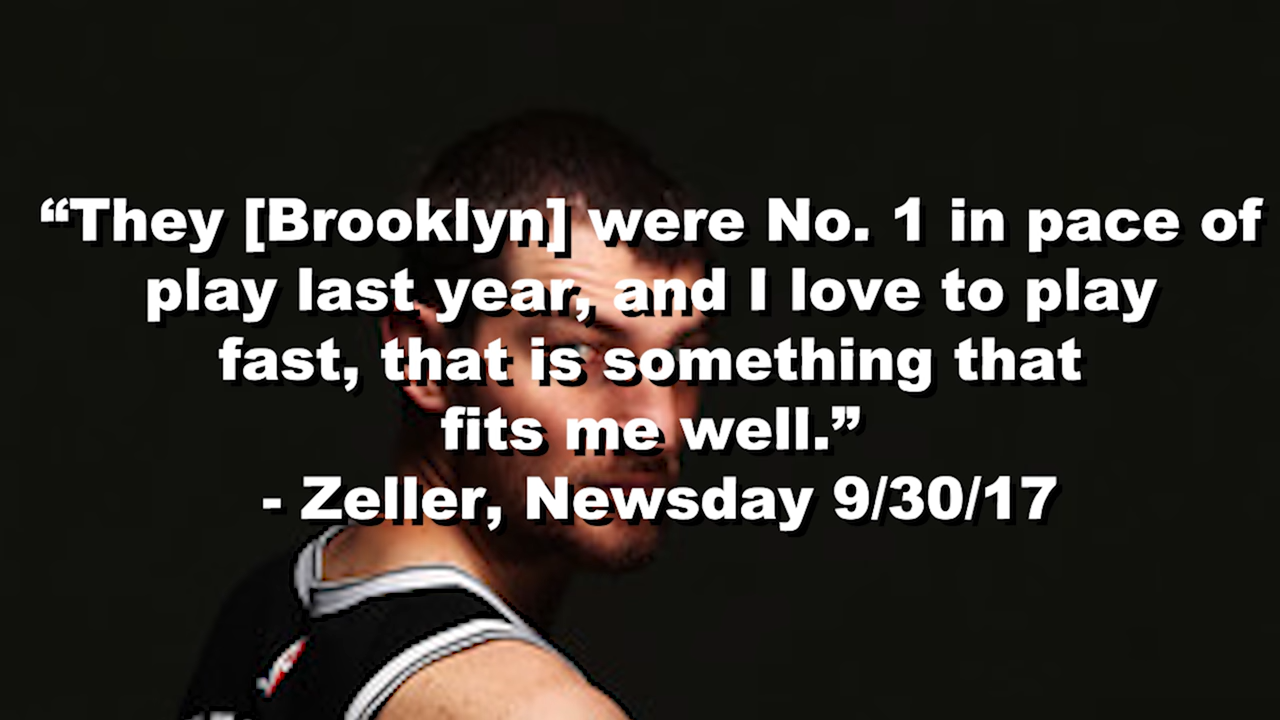 “They [Brooklyn] were No. 1 in pace of
play last year, and I love to play
fast, that is something that
fits me well.”
- Zeller, Newsday 9/30/17